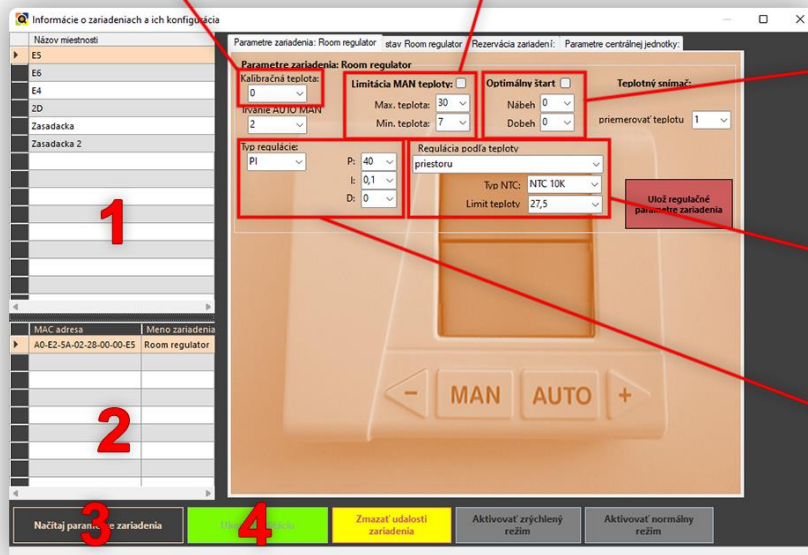 Informácie o zariadeniach a ich konfigurácia
Názov miestnosti
E5
E6
E4
2D
Zasadacka
Zasadacka 2
1
MAC adresa Meno zariadenia
A0-E2-5A-02-28-00-00-E5 Room regulator
2
Parametre zariadenia: Room regulator stav Room regulator Rezervácia zariadení: Parametre centrálnej jednotky:
Parametre zariadenia: Room regulator
Kalibračná teplota:
0
Trvanie AUTO MAN
2
Limitácia MAN teploty:
Max. teplota: 30
Min. teplota: 7
Optimálny štart
Nábeh 0
Dobeh 0
Teplotný snímač:
priemerovať teplotu 1
Typ regulácie:
PI
P: 40
I: 0,1
D: 0
Regulácia podľa teploty
priestoru
Typ NTC: NTC 10K
Limit teploty 27,5
Ulož regulačné
parametre zariadenia
- MAN AUTO +
Načítaj parametre zariadenia
3
4
Zmazať udalosti
zariadenia
Aktivovať zrýchlený
režim
Aktivovať normálny
režim